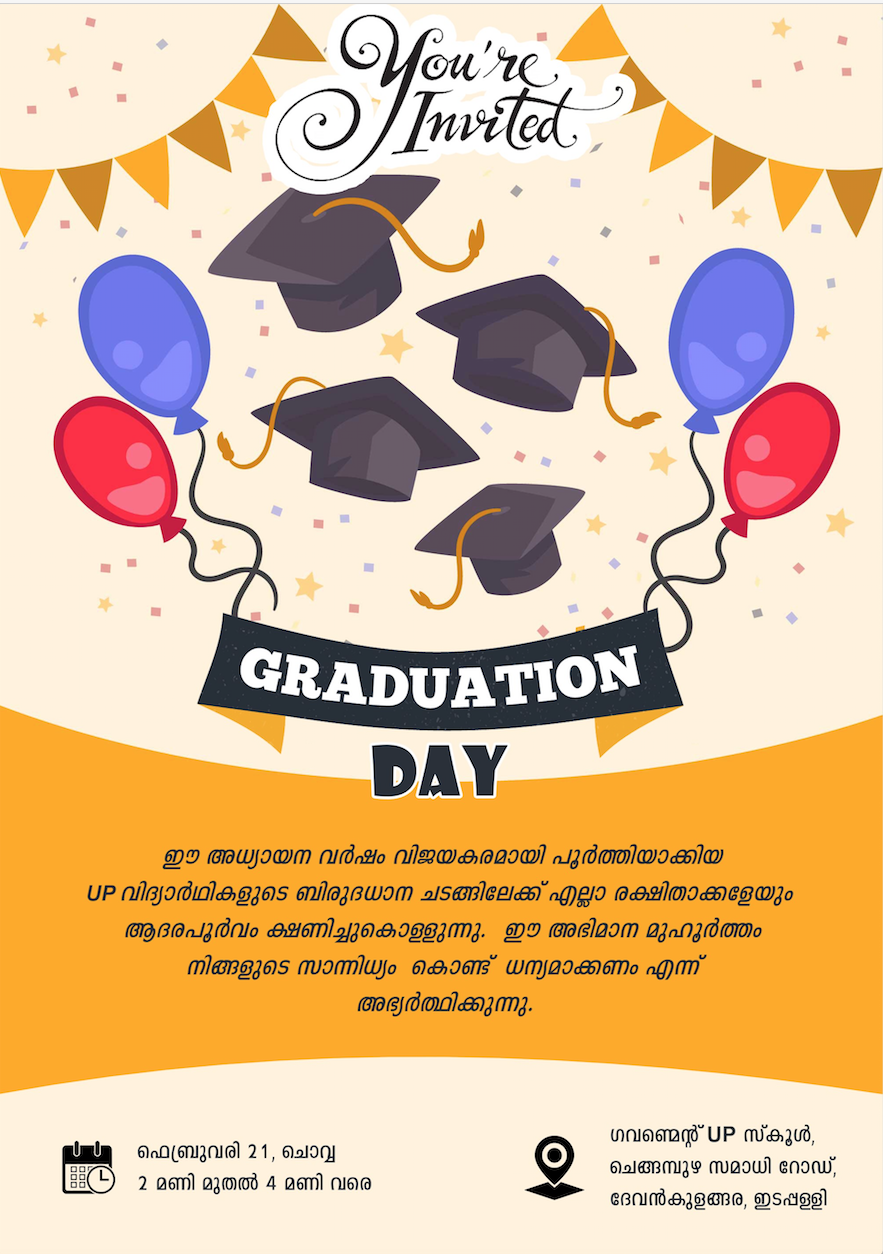 You're
Invited
GRADUATION
DAY
ഈ അധ്യായന വർഷം വിജയകരമായി പൂർത്തിയാക്കിയ
UP വിദ്യാർഥികളുടെ ബിരുദധാന ചടങ്ങിലേക്ക് എല്ലാ രക്ഷിതാക്കളേയും
ആദരപൂർവം ക്ഷണിച്ചുകൊള്ളുന്നു. ഈ അഭിമാന മുഹൂർത്തം
നിങ്ങളുടെ സാന്നിധ്യം കൊണ്ട് ധന്യമാക്കണം എന്ന്
അഭ്യർത്ഥിക്കുന്നു.
ഫെബ്രുവരി 21, ചൊവ്വ
2 മണി മുതൽ 4 മണി വരെ
ഗവണ്മെന്റ് UP സ്കൂൾ,
ചെങ്ങമ്പുഴ സമാധി റോഡ്,
ദേവൻകുളങ്ങര, ഇടപ്പള്ളി